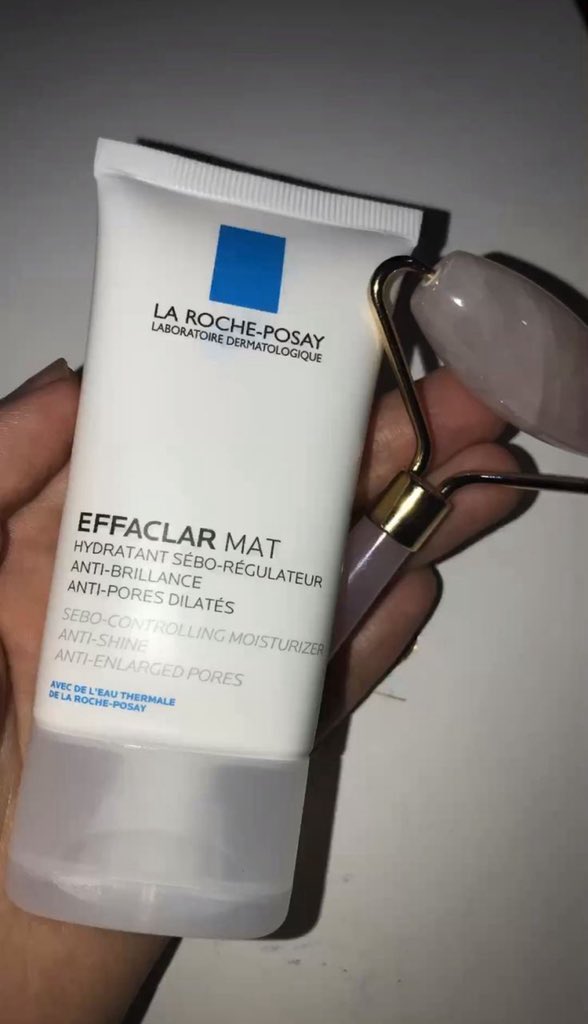 LA ROCHE-POSAY
LABORATOIRE DERMATOLOGIQUE
EFFACLAR MAT
HYDRATANT SÉBO-RÉGULATEUR
ANTI-BRILLANCE
ANTI-PORES DILATÉS
SEBO-CONTROLLING MOISTURIZER
ANTI-SHINE
ANTI-ENLARGED PORES
AVEC DE L'EAU THERMALE
DE LA ROCHE-POSAY